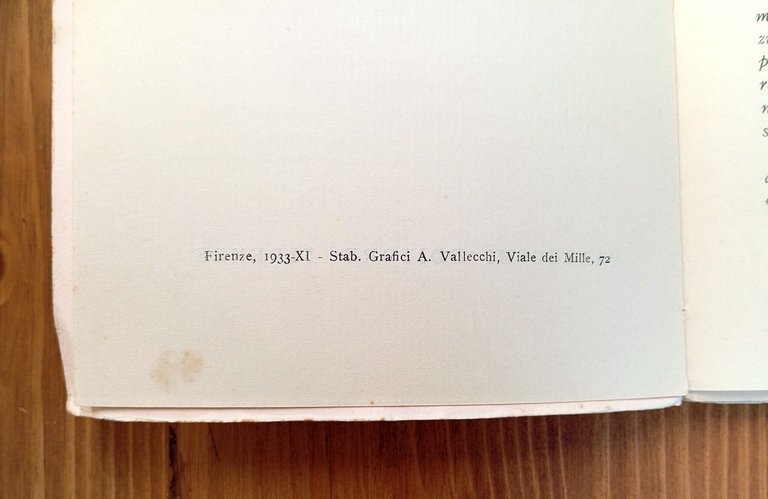 Firenze, 1933-XI - Stab. Grafici A. Vallecchi, Viale dei Mille, 72